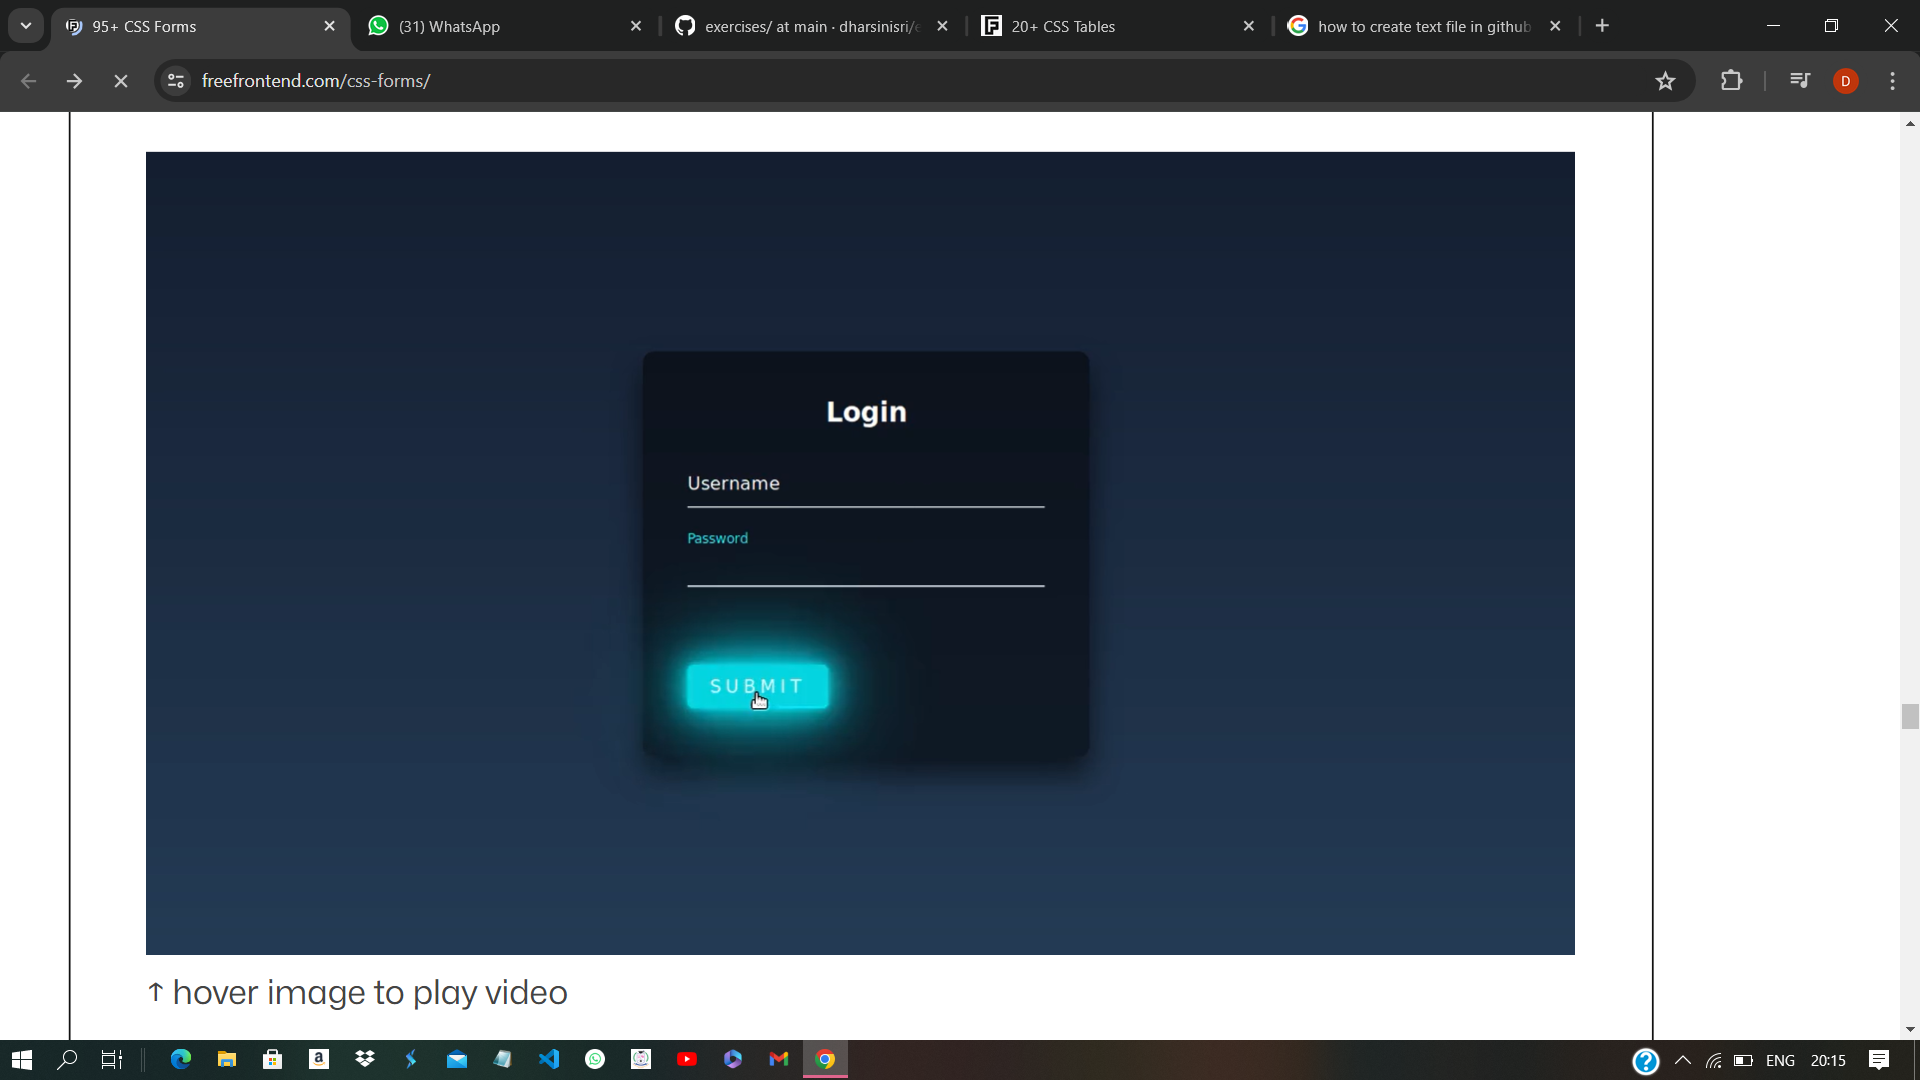 95+ CSS Forms
(31) WhatsApp
exercises/ at main · dharsinisri/e
20+ CSS Tables
how to create text file in github
freefrontend.com/css-forms/
D
Login
Username
Password
SUBMIT
↑ hover image to play video
ENG
20:15